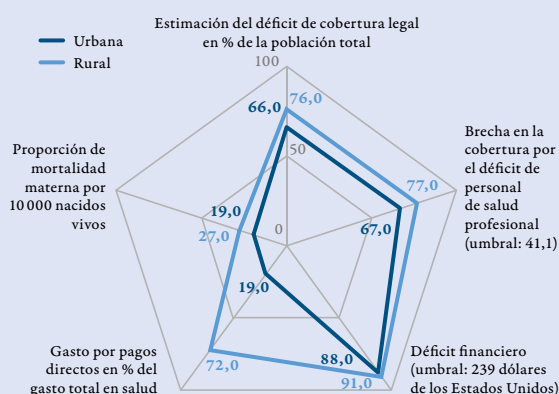 Estimación del déficit de cobertura legal
en % de la población total
Urbana
Rural
100
66,0
76,0
50
0
Brecha en la
cobertura por
el déficit de
personal
de salud
profesional
(umbral: 41,1)
77,0
67,0
Proporción de
mortalidad
materna por
10 000 nacidos
vivos
19,0
27,0
19,0
72,0
Gasto por pagos
directos en % del
gasto total en salud
88,0
91,0
Déficit financiero
(umbral: 239 dólares
de los Estados Unidos)